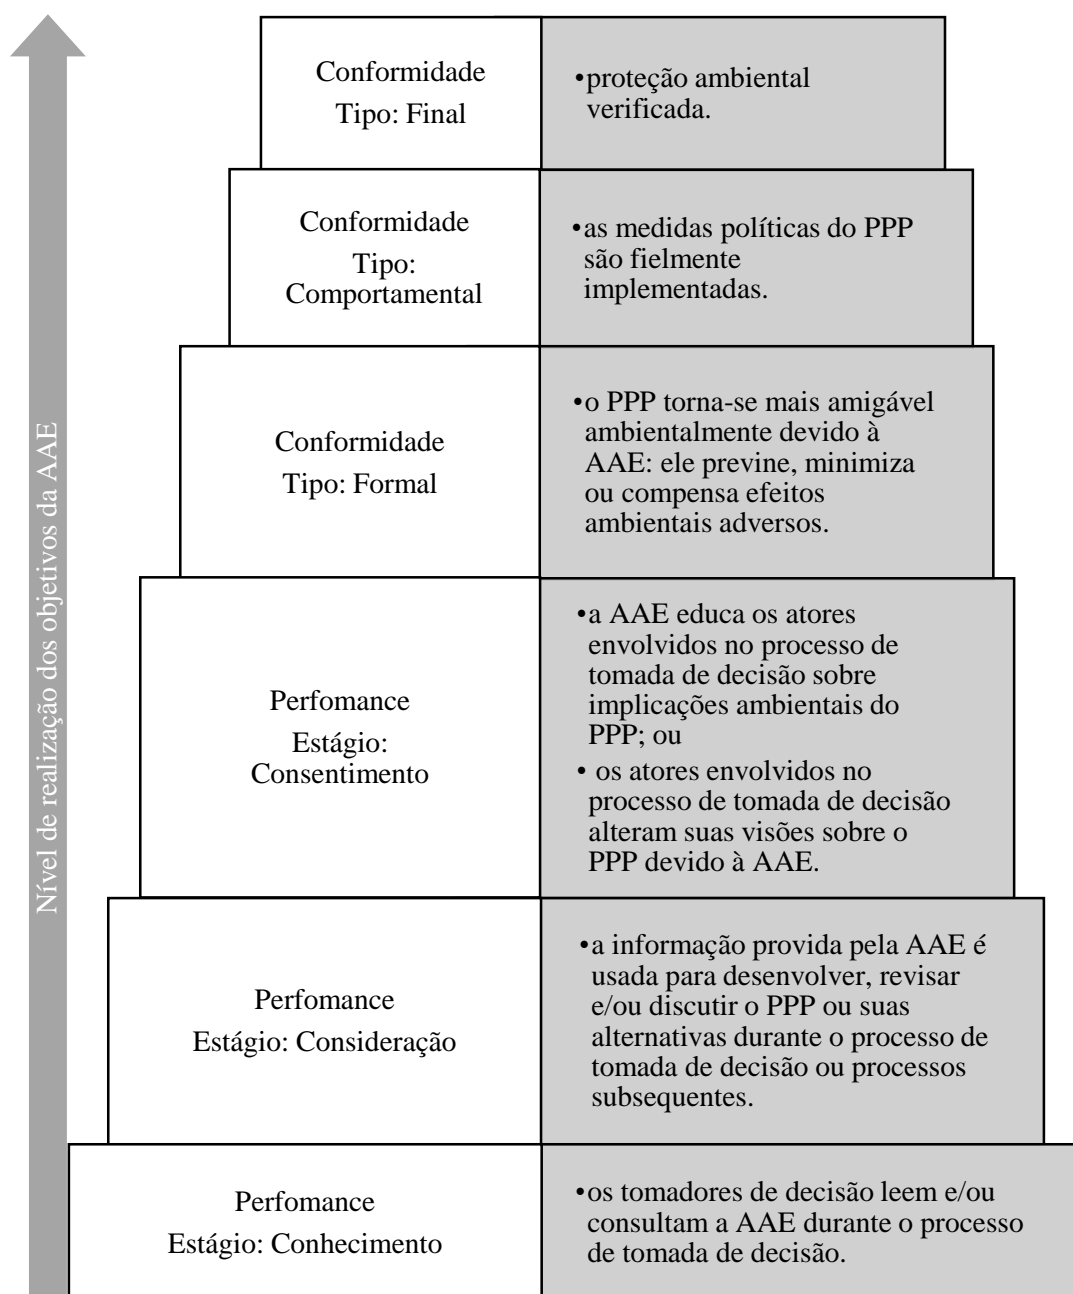 Nível de realização dos objetivos da AAE
Conformidade
Tipo: Final
•proteção ambiental
verificada.
Conformidade
Tipo:
Comportamental
•as medidas políticas do PPP
são fielmente
implementadas.
Conformidade
Tipo: Formal
•o PPP torna-se mais amigável
ambientalmente devido à
AAE: ele previne, minimiza
ou compensa efeitos
ambientais adversos.
Perfomance
Estágio:
Consentimento
•a AAE educa os atores
envolvidos no processo de
tomada de decisão sobre
implicações ambientais do
PPP; ou
• os atores envolvidos no
processo de tomada de decisão
alteram suas visões sobre o
PPP devido à AAE.
Perfomance
Estágio: Consideração
•a informação provida pela AAE é
usada para desenvolver, revisar
e/ou discutir o PPP ou suas
alternativas durante o processo de
tomada de decisão ou processos
subsequentes.
Perfomance
Estágio: Conhecimento
•os tomadores de decisão leem e/ou
consultam a AAE durante o processo
de tomada de decisão.